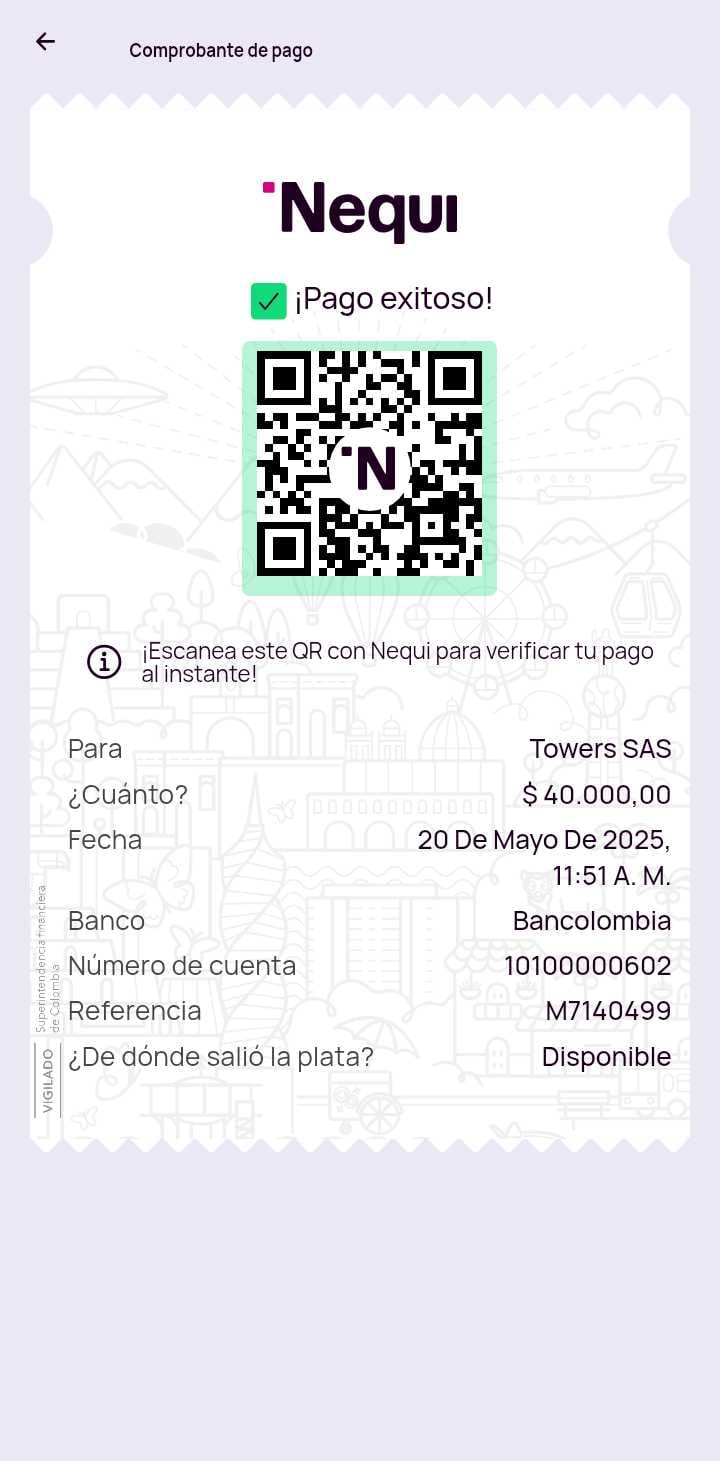 Comprobante de pago
Nequi
¡Pago exitoso!
N
¡Escanea este QR con Nequi para verificar tu pago
al instante!
Para Towers SAS
¿Cuánto? $ 40.000,00
Fecha 20 De Mayo De 2025,
11:51 A. M.
Banco Bancolombia
Número de cuenta 10100000602
Referencia M7140499
¿De dónde salió la plata? Disponible
VIGILADO
Superintendencia financiera
de Colombia